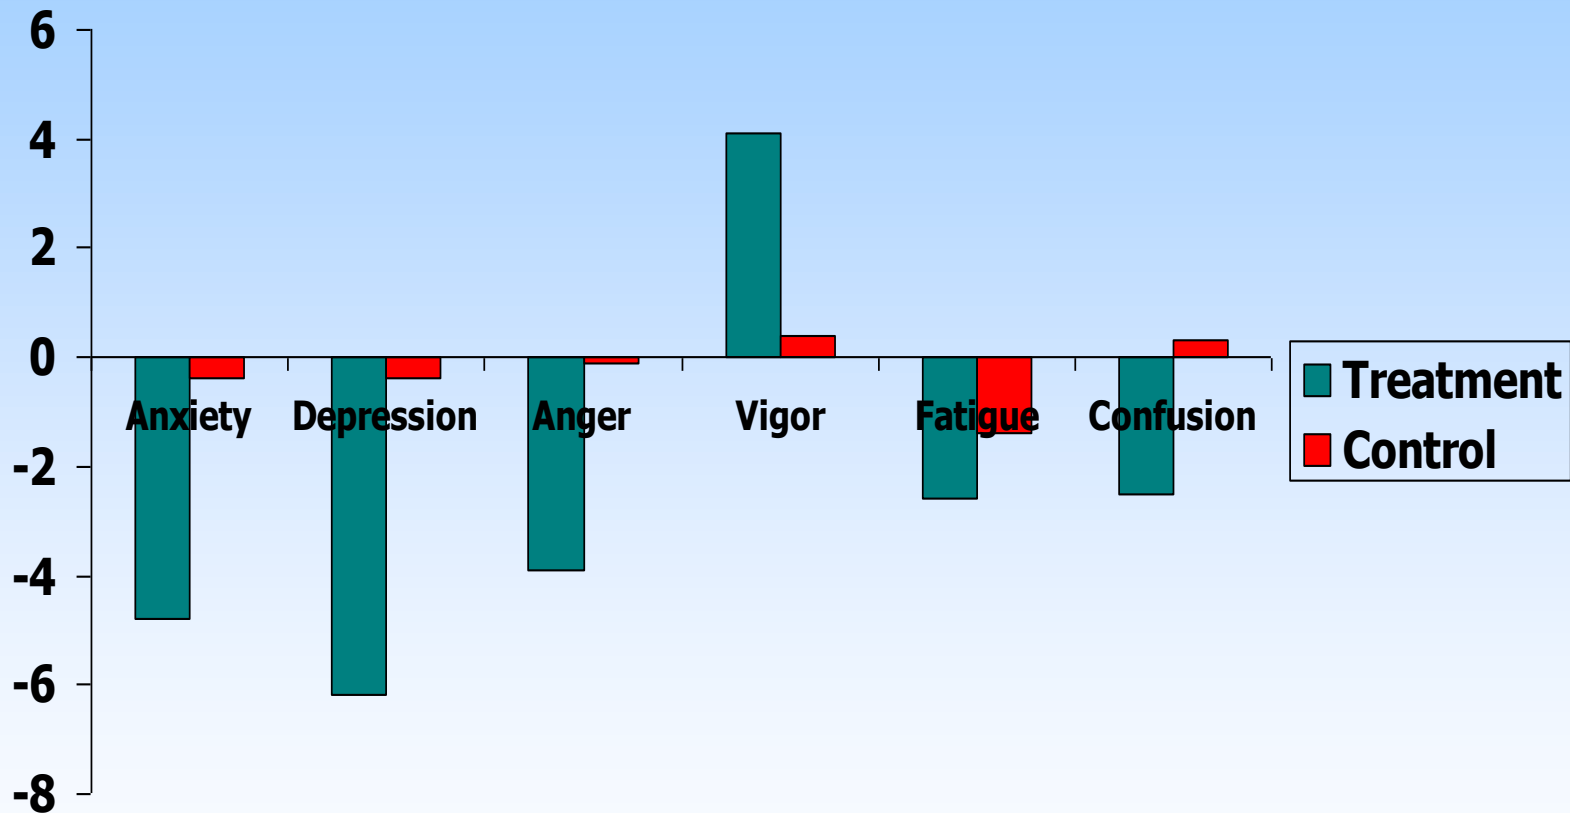 6
4
2
0
-2
-4
-6
-8
Anxiety Depression Anger Vigor Fatigue Confusion
Treatment
Control